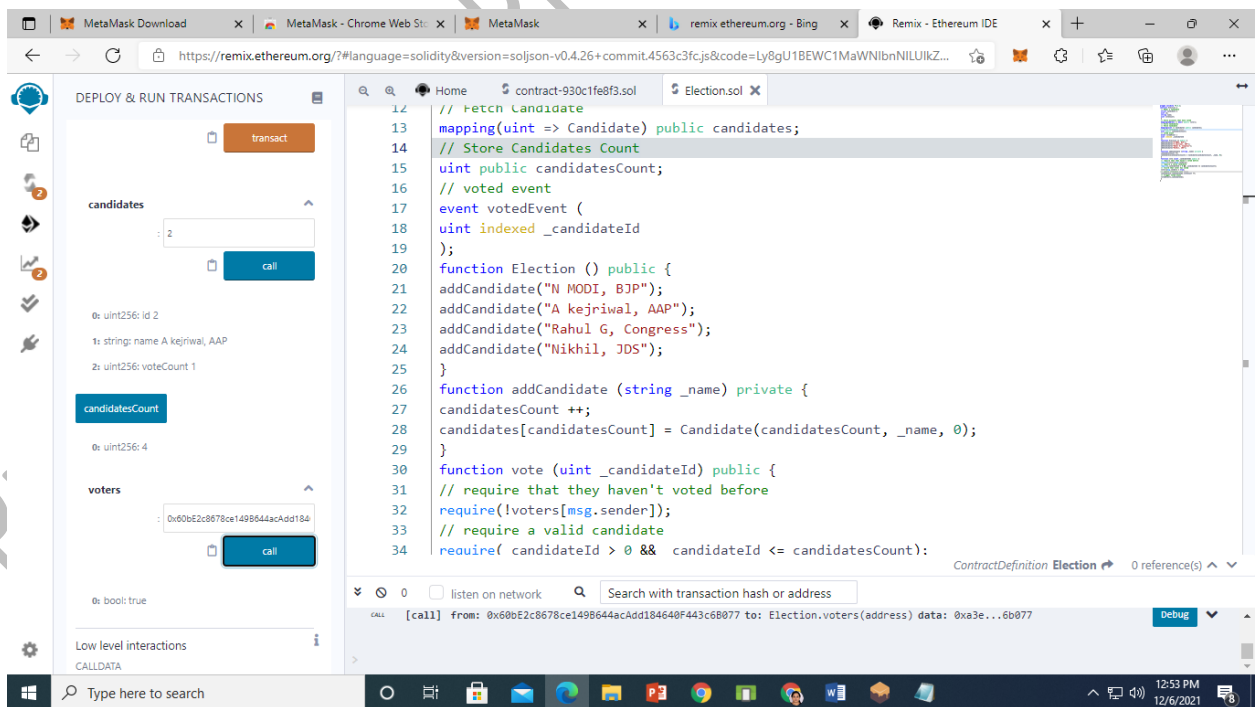 MetaMask Download
MetaMask - Chrome Web Sto
MetaMask
remix ethereum.org - Bing
Remix - Ethereum IDE
https://remix.ethereum.org/?#language=solidity&version=soljson-v0.4.26+commit.4563c3fc.js&code=Ly8gU1BEWC1MaWNlbnNlLUlkZ...
DEPLOY & RUN TRANSACTIONS
transact
candidates
: 2
call
0: uint256: id 2
1: string: name A kejriwal, AAP
2: uint256: voteCount 1
candidatesCount
0: uint256: 4
voters
: 0x60bE2c8678ce149B644acAdd184
call
0: bool: true
Low level interactions
i
CALLDATA
2
2
Home
contract-930c1fe8f3.sol
Election.sol
12 // Fetch Candidate
13 mapping(uint => Candidate) public candidates;
14 // Store Candidates Count
15 uint public candidatesCount;
16 // voted event
17 event votedEvent (
18 uint indexed _candidateId
19 );
20 function Election () public {
21 addCandidate("N MODI, BJP");
22 addCandidate("A kejriwal, AAP");
23 addCandidate("Rahul G, Congress");
24 addCandidate("Nikhil, JDS");
25 }
26 function addCandidate (string _name) private {
27 candidatesCount ++;
28 candidates[candidatesCount] = Candidate(candidatesCount, _name, 0);
29 }
30 function vote (uint _candidateId) public {
31 // require that they haven't voted before
32 require(!voters[msg.sender]);
33 // require a valid candidate
34 require(_candidateId > 0 && _candidateId <= candidatesCount);
ContractDefinition Election 0 reference(s)
0 listen on network Search with transaction hash or address
CALL [call] from: 0x60bE2c8678ce149B644acAdd184640F443c6B077 to: Election.voters(address) data: 0xa3e...6b077 Debug
>
Type here to search
12:53 PM
12/6/2021
8